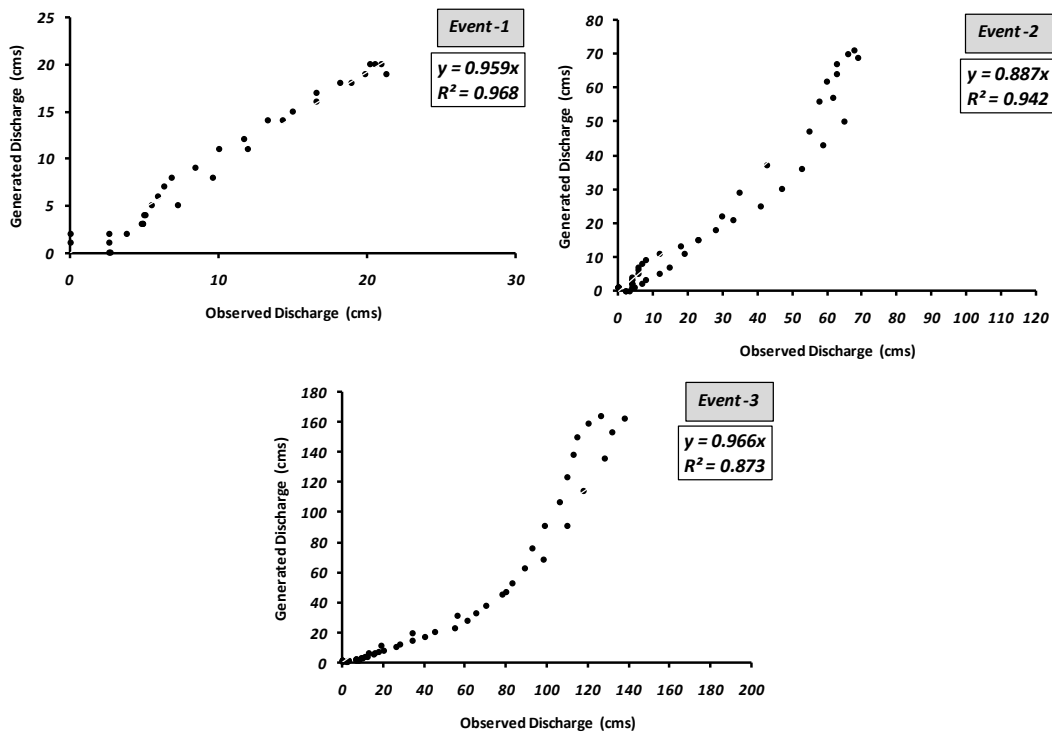 Event-1
y = 0.959x
R² = 0.968
Generated Discharge (cms)
25
20
15
10
5
0
0 10 20 30
Observed Discharge (cms)
Event-2
y = 0.887x
R² = 0.942
Generated Discharge (cms)
80
70
60
50
40
30
20
10
0
0 10 20 30 40 50 60 70 80 90 100 110 120
Observed Discharge (cms)
Event-3
y = 0.966x
R² = 0.873
Generated Discharge (cms)
180
160
140
120
100
80
60
40
20
0
0 20 40 60 80 100 120 140 160 180 200
Observed Discharge (cms)